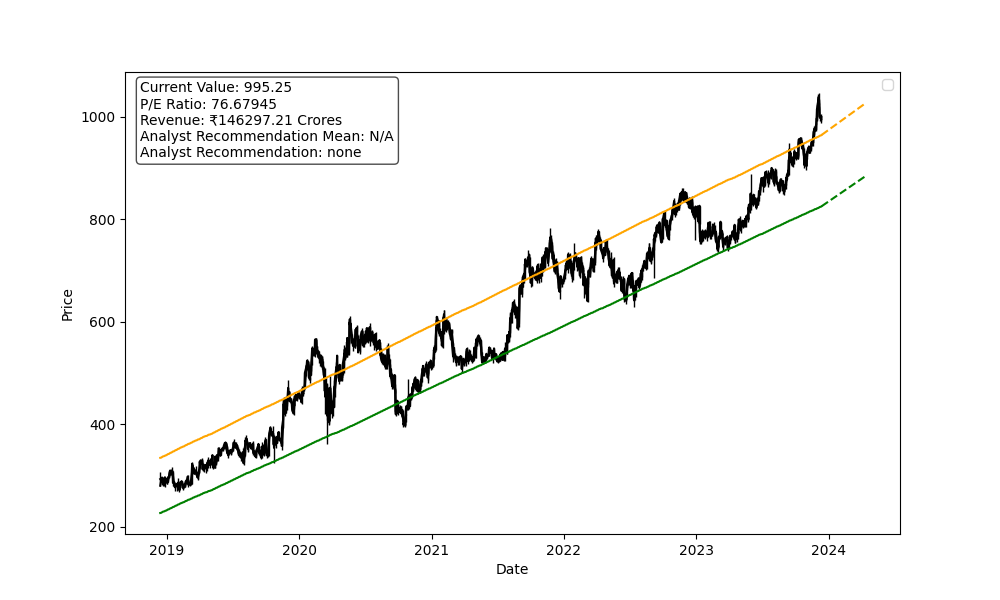 Current Value: 995.25
P/E Ratio: 76.67945
Revenue: ₹146297.21 Crores
Analyst Recommendation Mean: N/A
Analyst Recommendation: none
Price
1000
800
600
400
200
2019 2020 2021 2022 2023 2024
Date